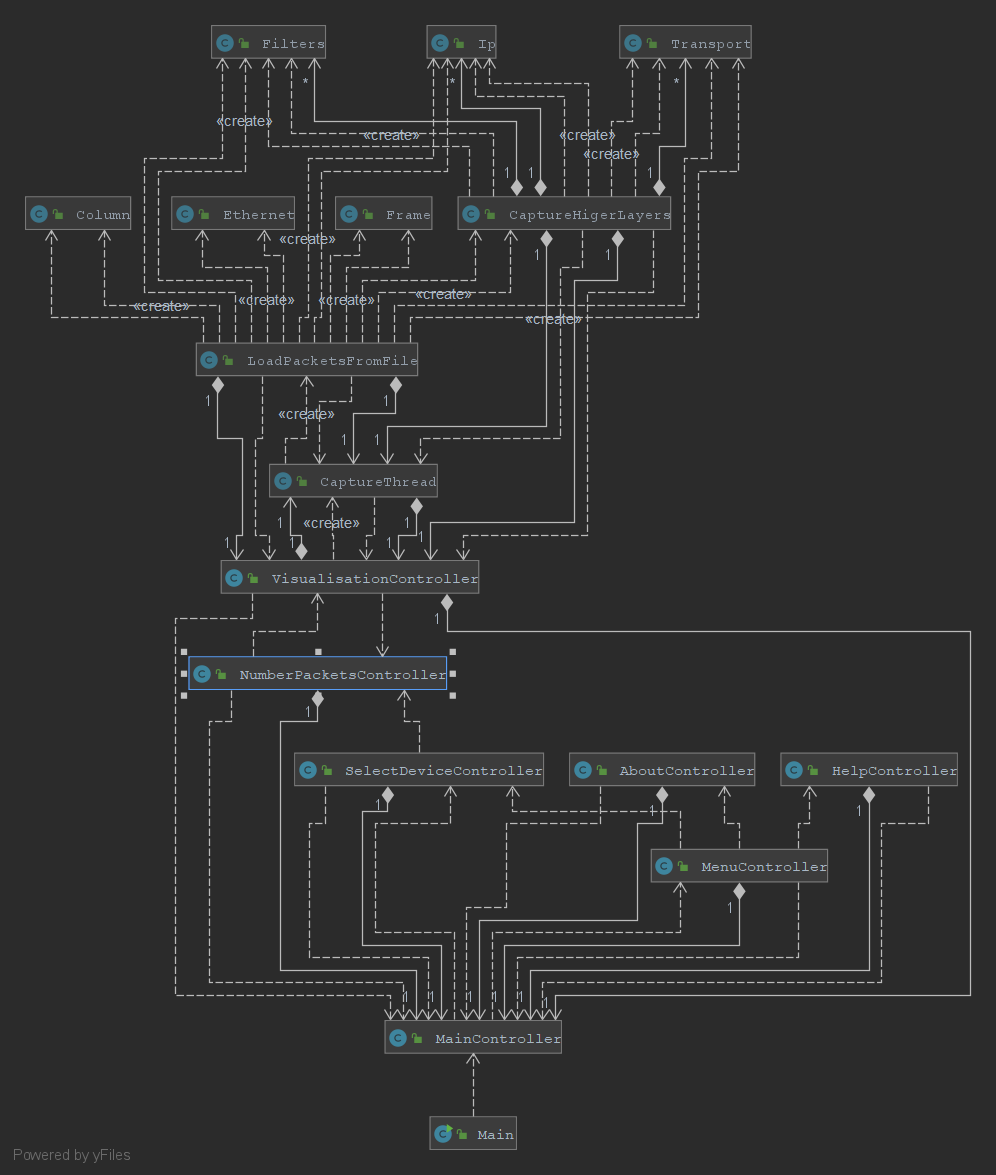 Filters
Ip
Transport
*
*
*
«create»
«create»
«create»
«create»
1
1
1
Column
Ethernet
Frame
CaptureHigerLayers
«create»
1
1
«create»
«create»
«create»
«create»
«create»
LoadPacketsFromFile
1
1
«create»
1
1
CaptureThread
1
«create»
1
1
1
1
1
VisualisationController
1
NumberPacketsController
1
SelectDeviceController
AboutController
HelpController
1
1
1
MenuController
1
1
1
1
1
1
1
MainController
Main
Powered by yFiles